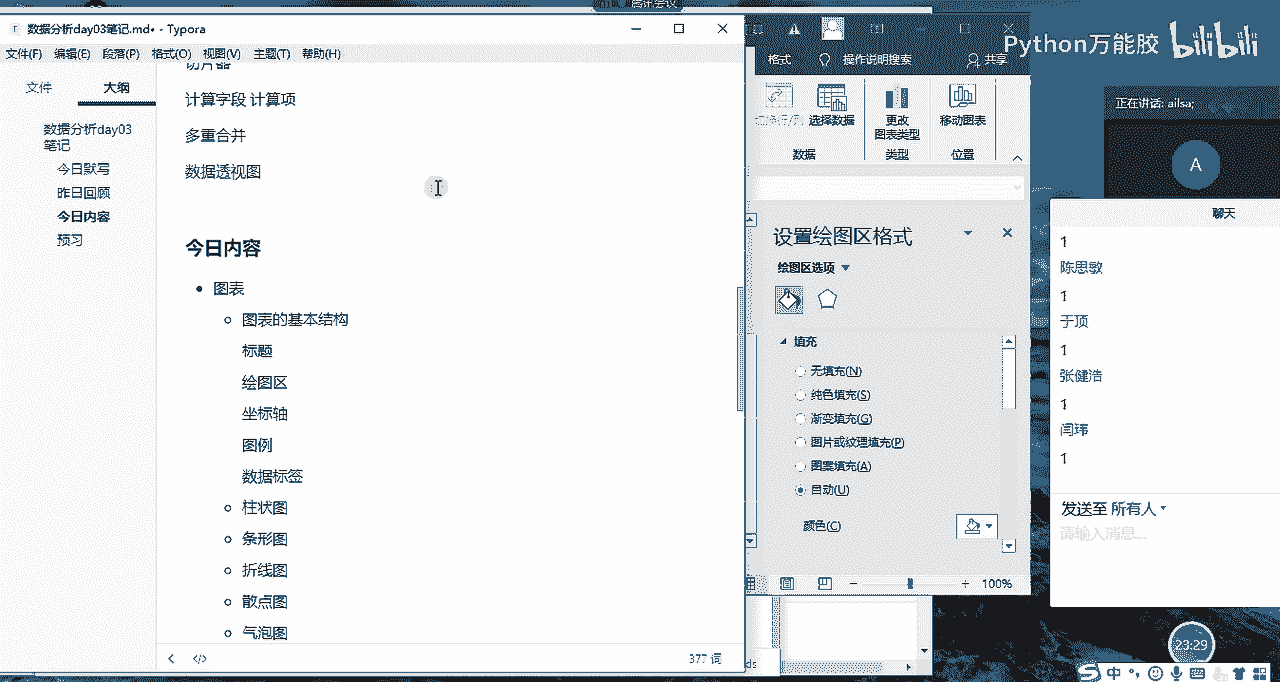 腾讯会议
数据分析day03笔记.md• - Typora
文件(F) 编辑(E) 段落(P) 格式(O) 视图(V) 主题(T) 帮助(H)
文件 大纲
数据分析day03
笔记
今日默写
昨日回顾
今日内容
预习
切片器
计算字段 计算项
多重合并
数据透视图
今日内容
图表
图表的基本结构
标题
绘图区
坐标轴
图例
数据标签
柱状图
条形图
折线图
散点图
气泡图
377 词
格式 操作说明搜索 共享
切换行/列 选择数据 更改 移动图表
图表类型
数据 类型 位置
设置绘图区格式
绘图区选项
填充
无填充(N)
纯色填充(S)
渐变填充(G)
图片或纹理填充(P)
图案填充(A)
自动(U)
颜色(C)
100%
Python万能胶 bilibili
正在讲话: ailsa;
A
聊天
1
陈思敏
1
于顶
1
张健浩
1
闫玮
1
发送至 所有人
请输入消息...
23:29
中